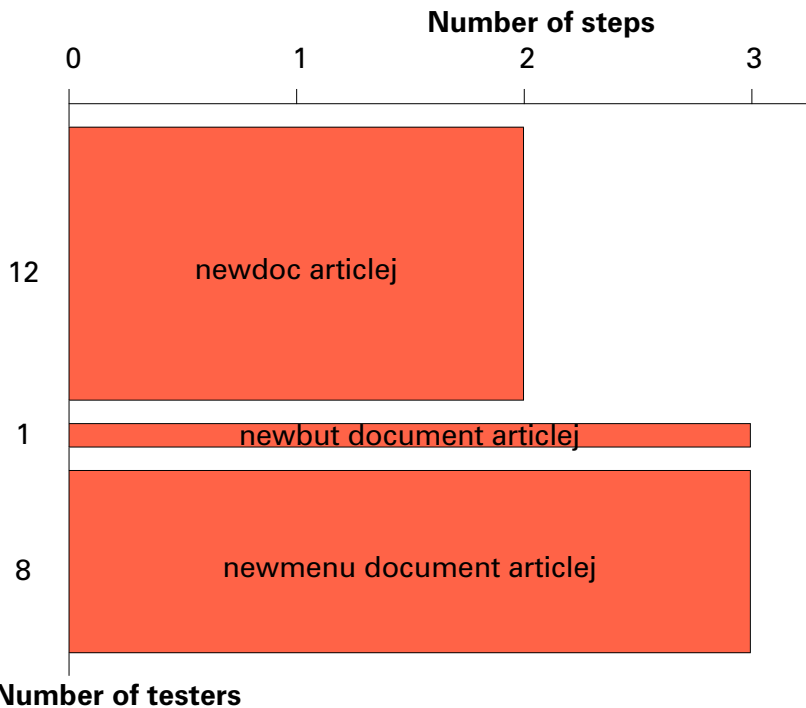 Number of steps
0 1 2 3
12 newdoc articlej
1 newbut document articlej
8 newmenu document articlej
Number of testers